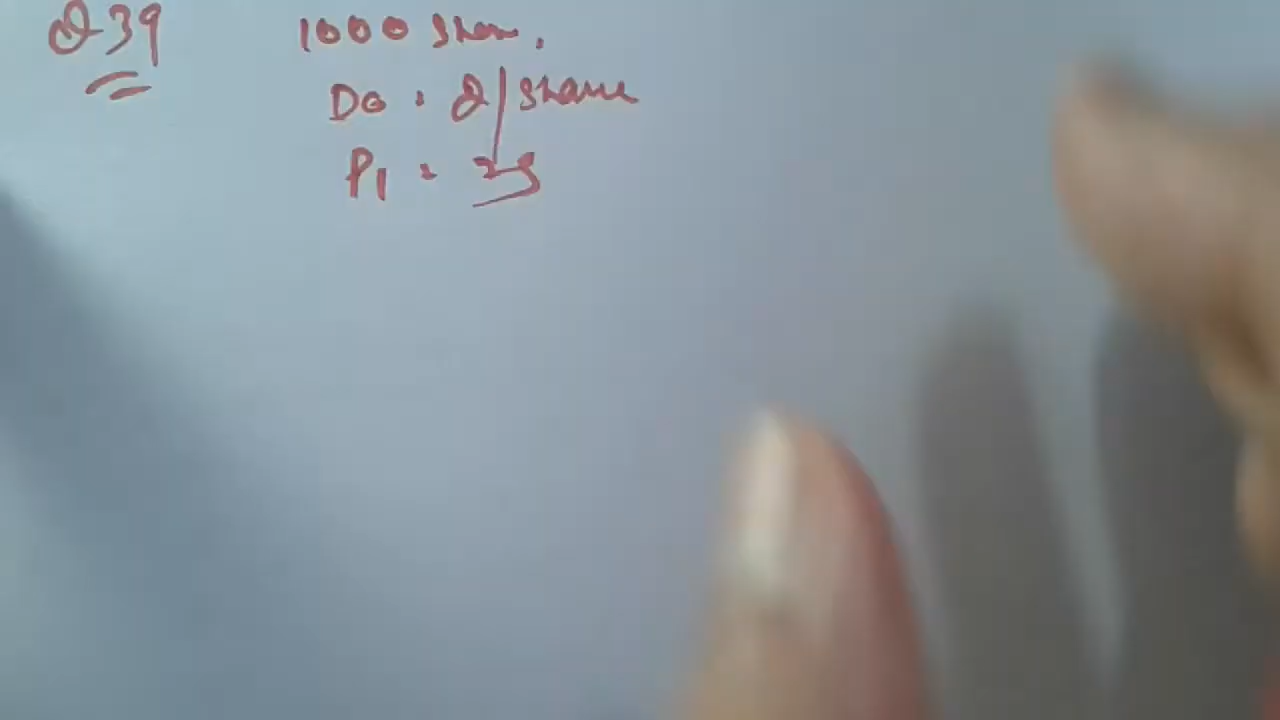 Q39
1000 share.
D0 = 2/share
P1 =